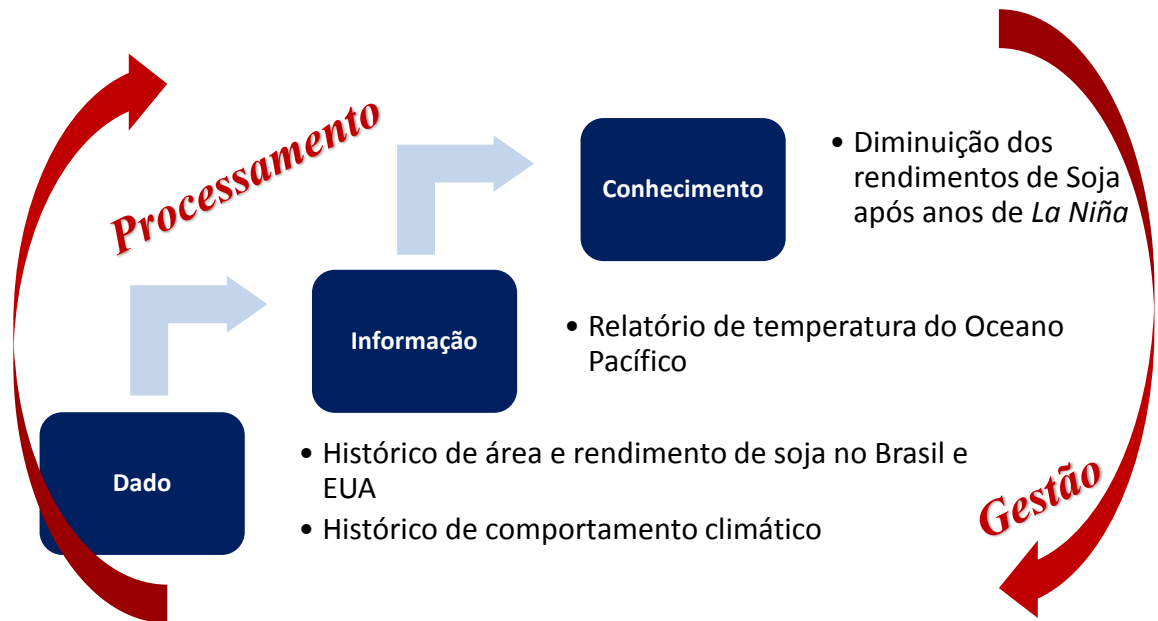 Processamento
Conhecimento
• Diminuição dos
rendimentos de Soja
após anos de La Niña
Informação
• Relatório de temperatura do Oceano
Pacífico
Dado
• Histórico de área e rendimento de soja no Brasil e
EUA
• Histórico de comportamento climático
Gestão